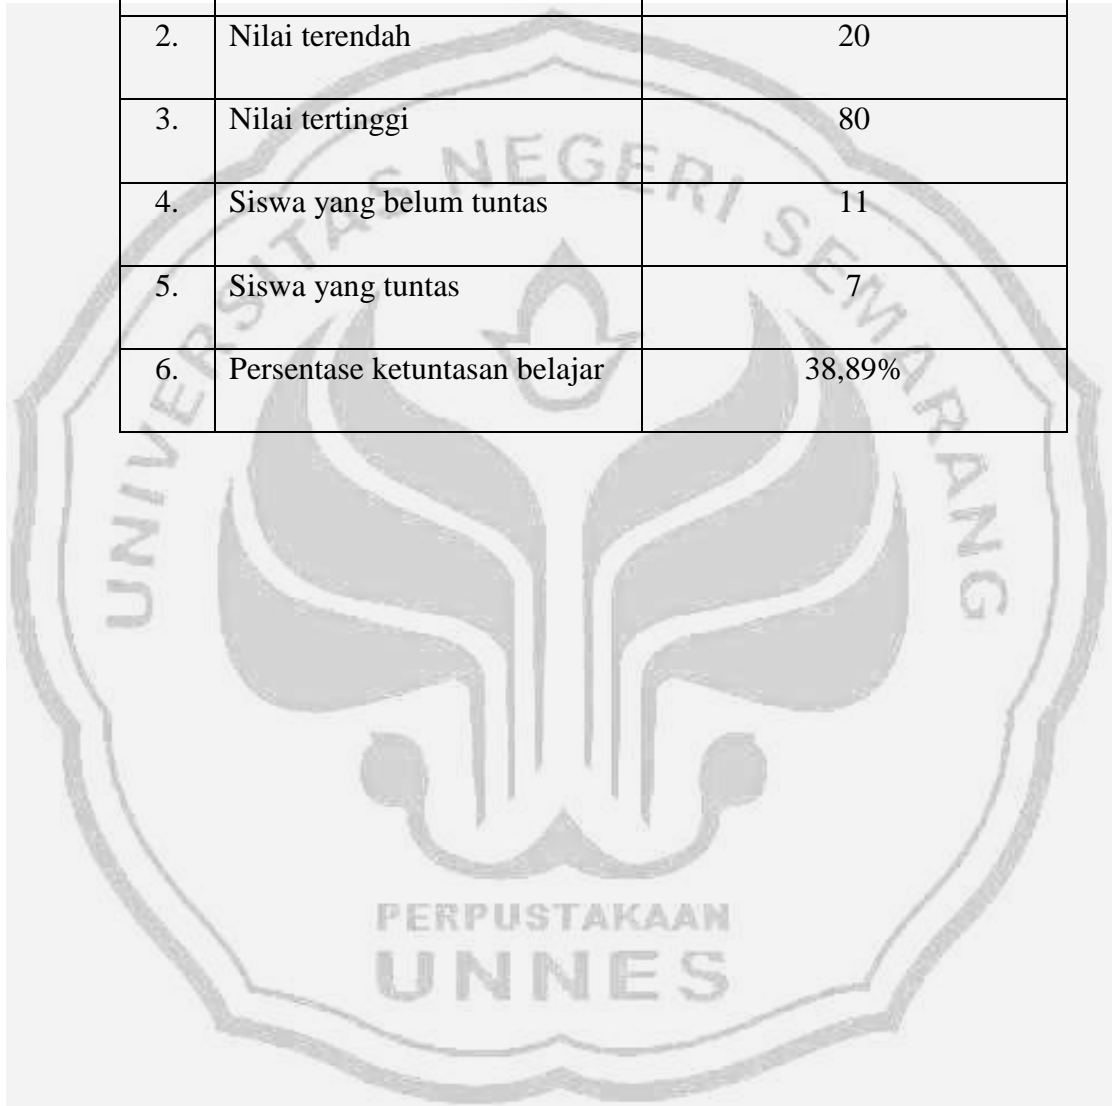 2. Nilai terendah 20
3. Nilai tertinggi 80
4. Siswa yang belum tuntas 11
5. Siswa yang tuntas 7
6. Persentase ketuntasan belajar 38,89%
UNIVERSITAS NEGERI SEMARANG
PERPUSTAKAAN
UNNES